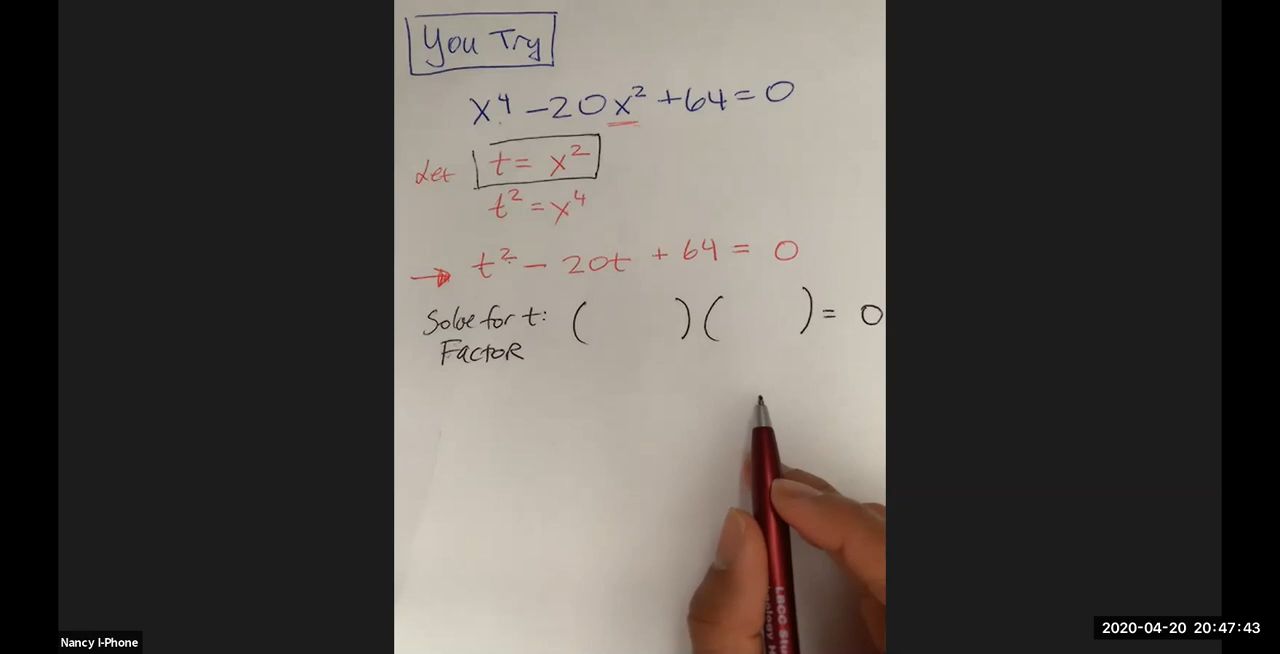 You Try
x⁴ -20x² +64=0
Let t= x²
t² =x⁴
→ t² - 20t + 64 = 0
Solve for t: ( )( )= 0
FactoR
Nancy I-Phone
2020-04-20 20:47:43